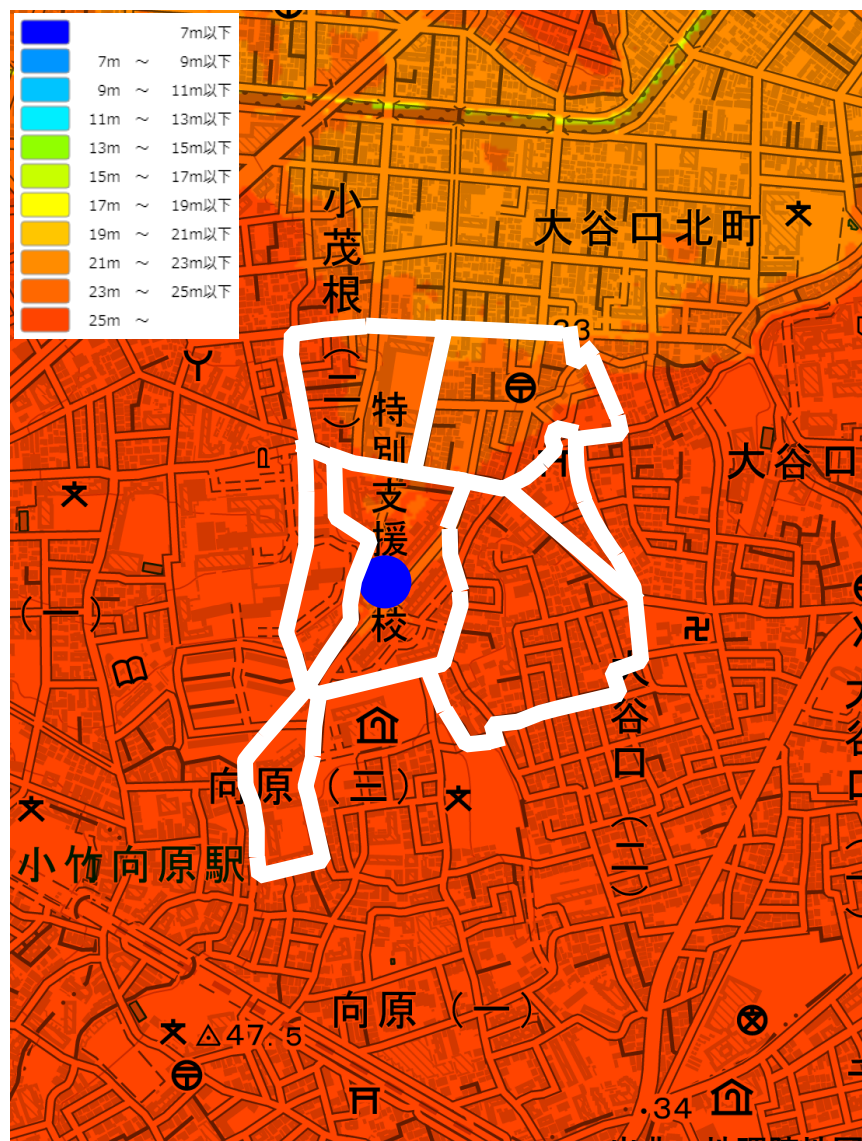 7m以下
7m ～ 9m以下
9m ～ 11m以下
11m ～ 13m以下
13m ～ 15m以下
15m ～ 17m以下
17m ～ 19m以下
19m ～ 21m以下
21m ～ 23m以下
23m ～ 25m以下
25m ～
小茂根（二）
大谷口北町
特別支援
校
大谷口
（一）
大谷口（二）
向原（三）
小竹向原駅
向原（一）
47.5
34